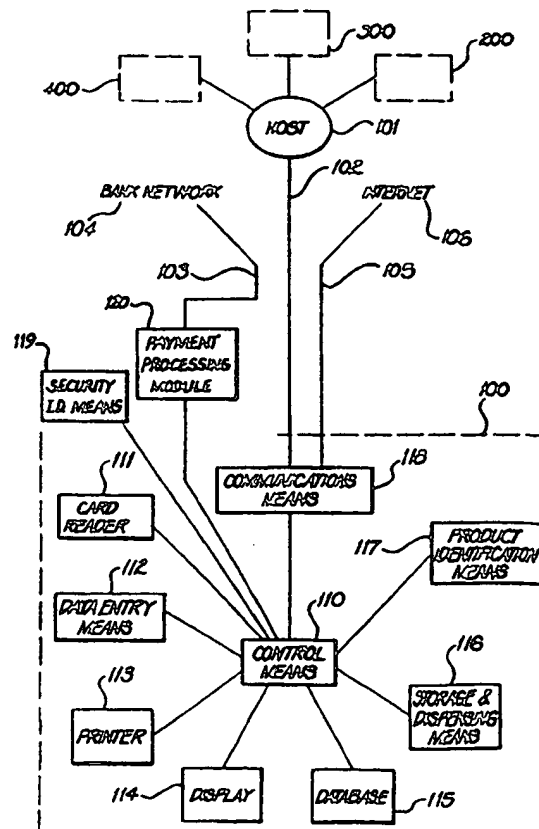 300
400
200
HOST
101
102
BANK NETWORK
104
INTERNET
106
103
105
120
PAYMENT
PROCESSING
MODULE
119
SECURITY
I.D. MEANS
100
111
CARD
READER
COMMUNICATIONS
MEANS
118
117
PRODUCT
IDENTIFICATION
MEANS
112
DATA ENTRY
MEANS
110
CONTROL
MEANS
116
STORAGE &
DISPENSING
MEANS
113
PRINTER
114
DISPLAY
DATABASE
115